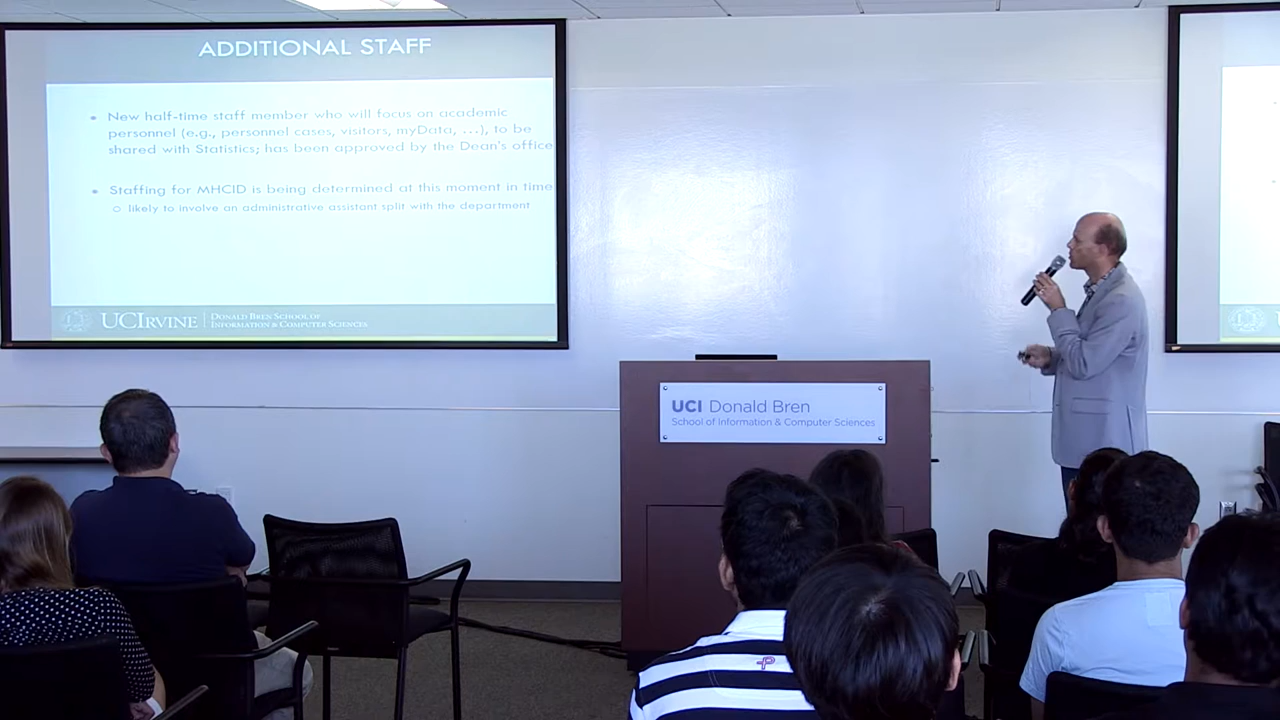 ADDITIONAL STAFF
• New half-time staff member who will focus on academic
personnel (e.g., personnel cases, visitors, myData, …), to be
shared with Statistics; has been approved by the Dean's office
• Staffing for MHCID is being determined at this moment in time
○ likely to involve an administrative assistant split with the department
UCIRVINE | DONALD BREN SCHOOL OF
INFORMATION & COMPUTER SCIENCES
UCI Donald Bren
School of Information & Computer Sciences